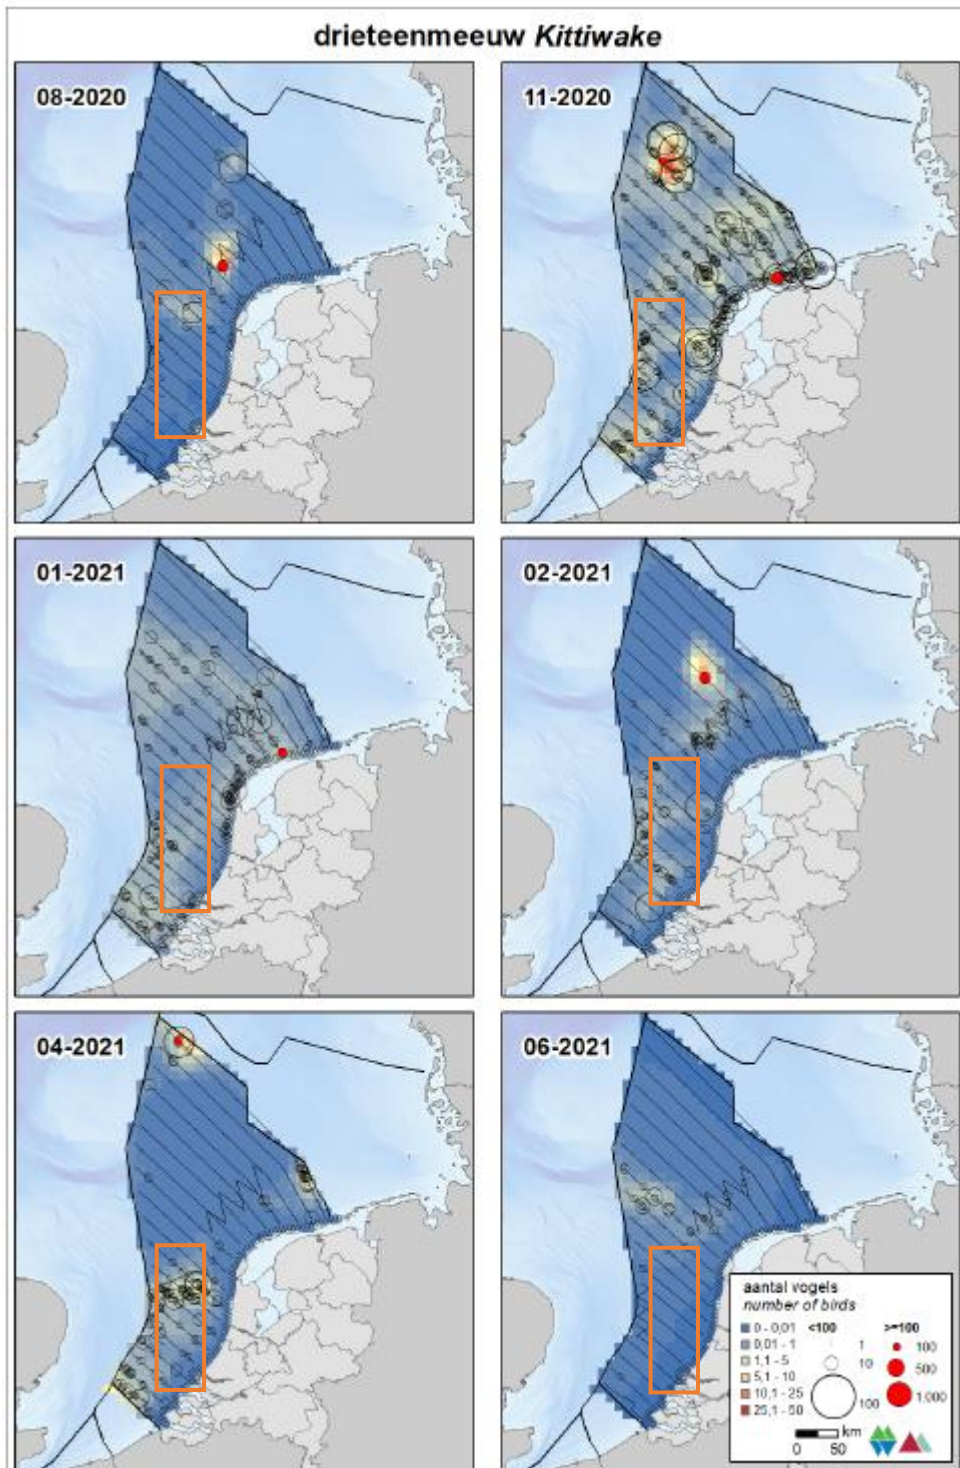 drieteenmeeuw Kittiwake
08-2020
11-2020
01-2021
02-2021
04-2021
06-2021
aantal vogels
number of birds
0 - 0,01 <100 >=100
0,01 - 1 1 100
1,1 - 5 10 500
5,1 - 10
10,1 - 25 100 1.000
25,1 - 50
km
0 50